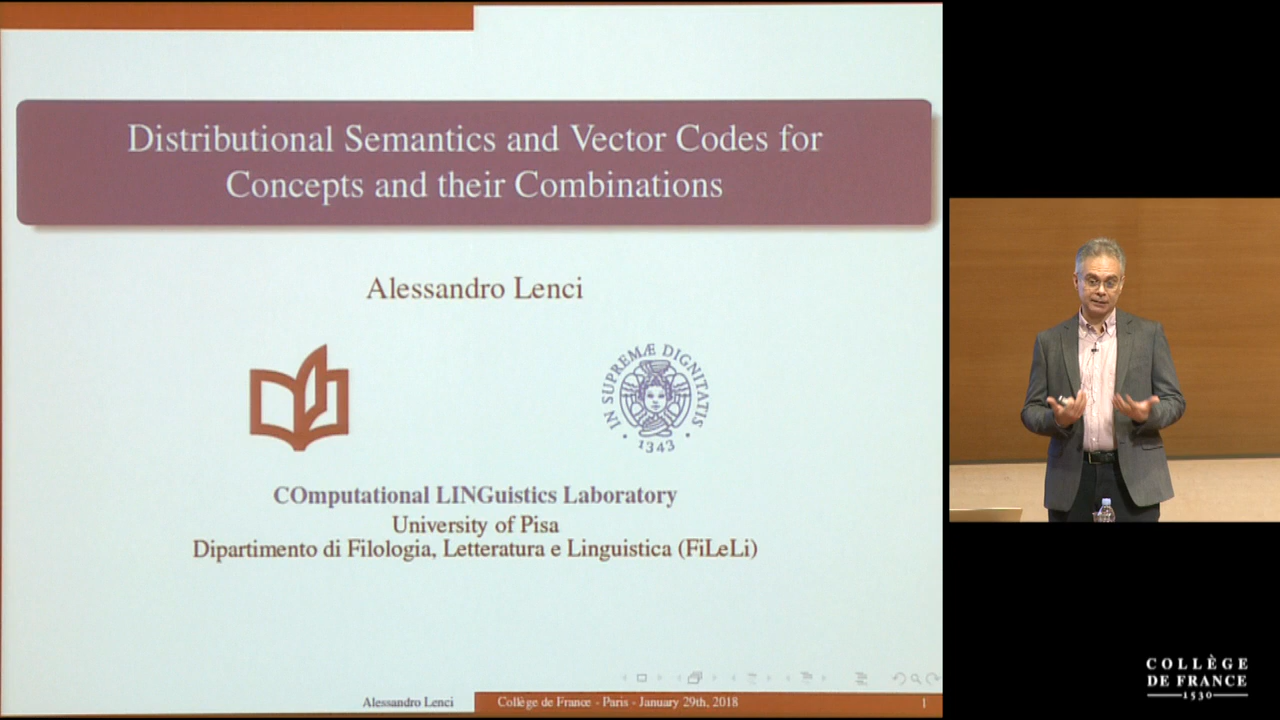 Distributional Semantics and Vector Codes for
Concepts and their Combinations
Alessandro Lenci
IN SUPREMÆ DIGNITATIS
1343
COmputational LINGuistics Laboratory
University of Pisa
Dipartimento di Filologia, Letteratura e Linguistica (FiLeLi)
Alessandro Lenci
Collège de France - Paris - January 29th, 2018
1
COLLÈGE
DE FRANCE
1530